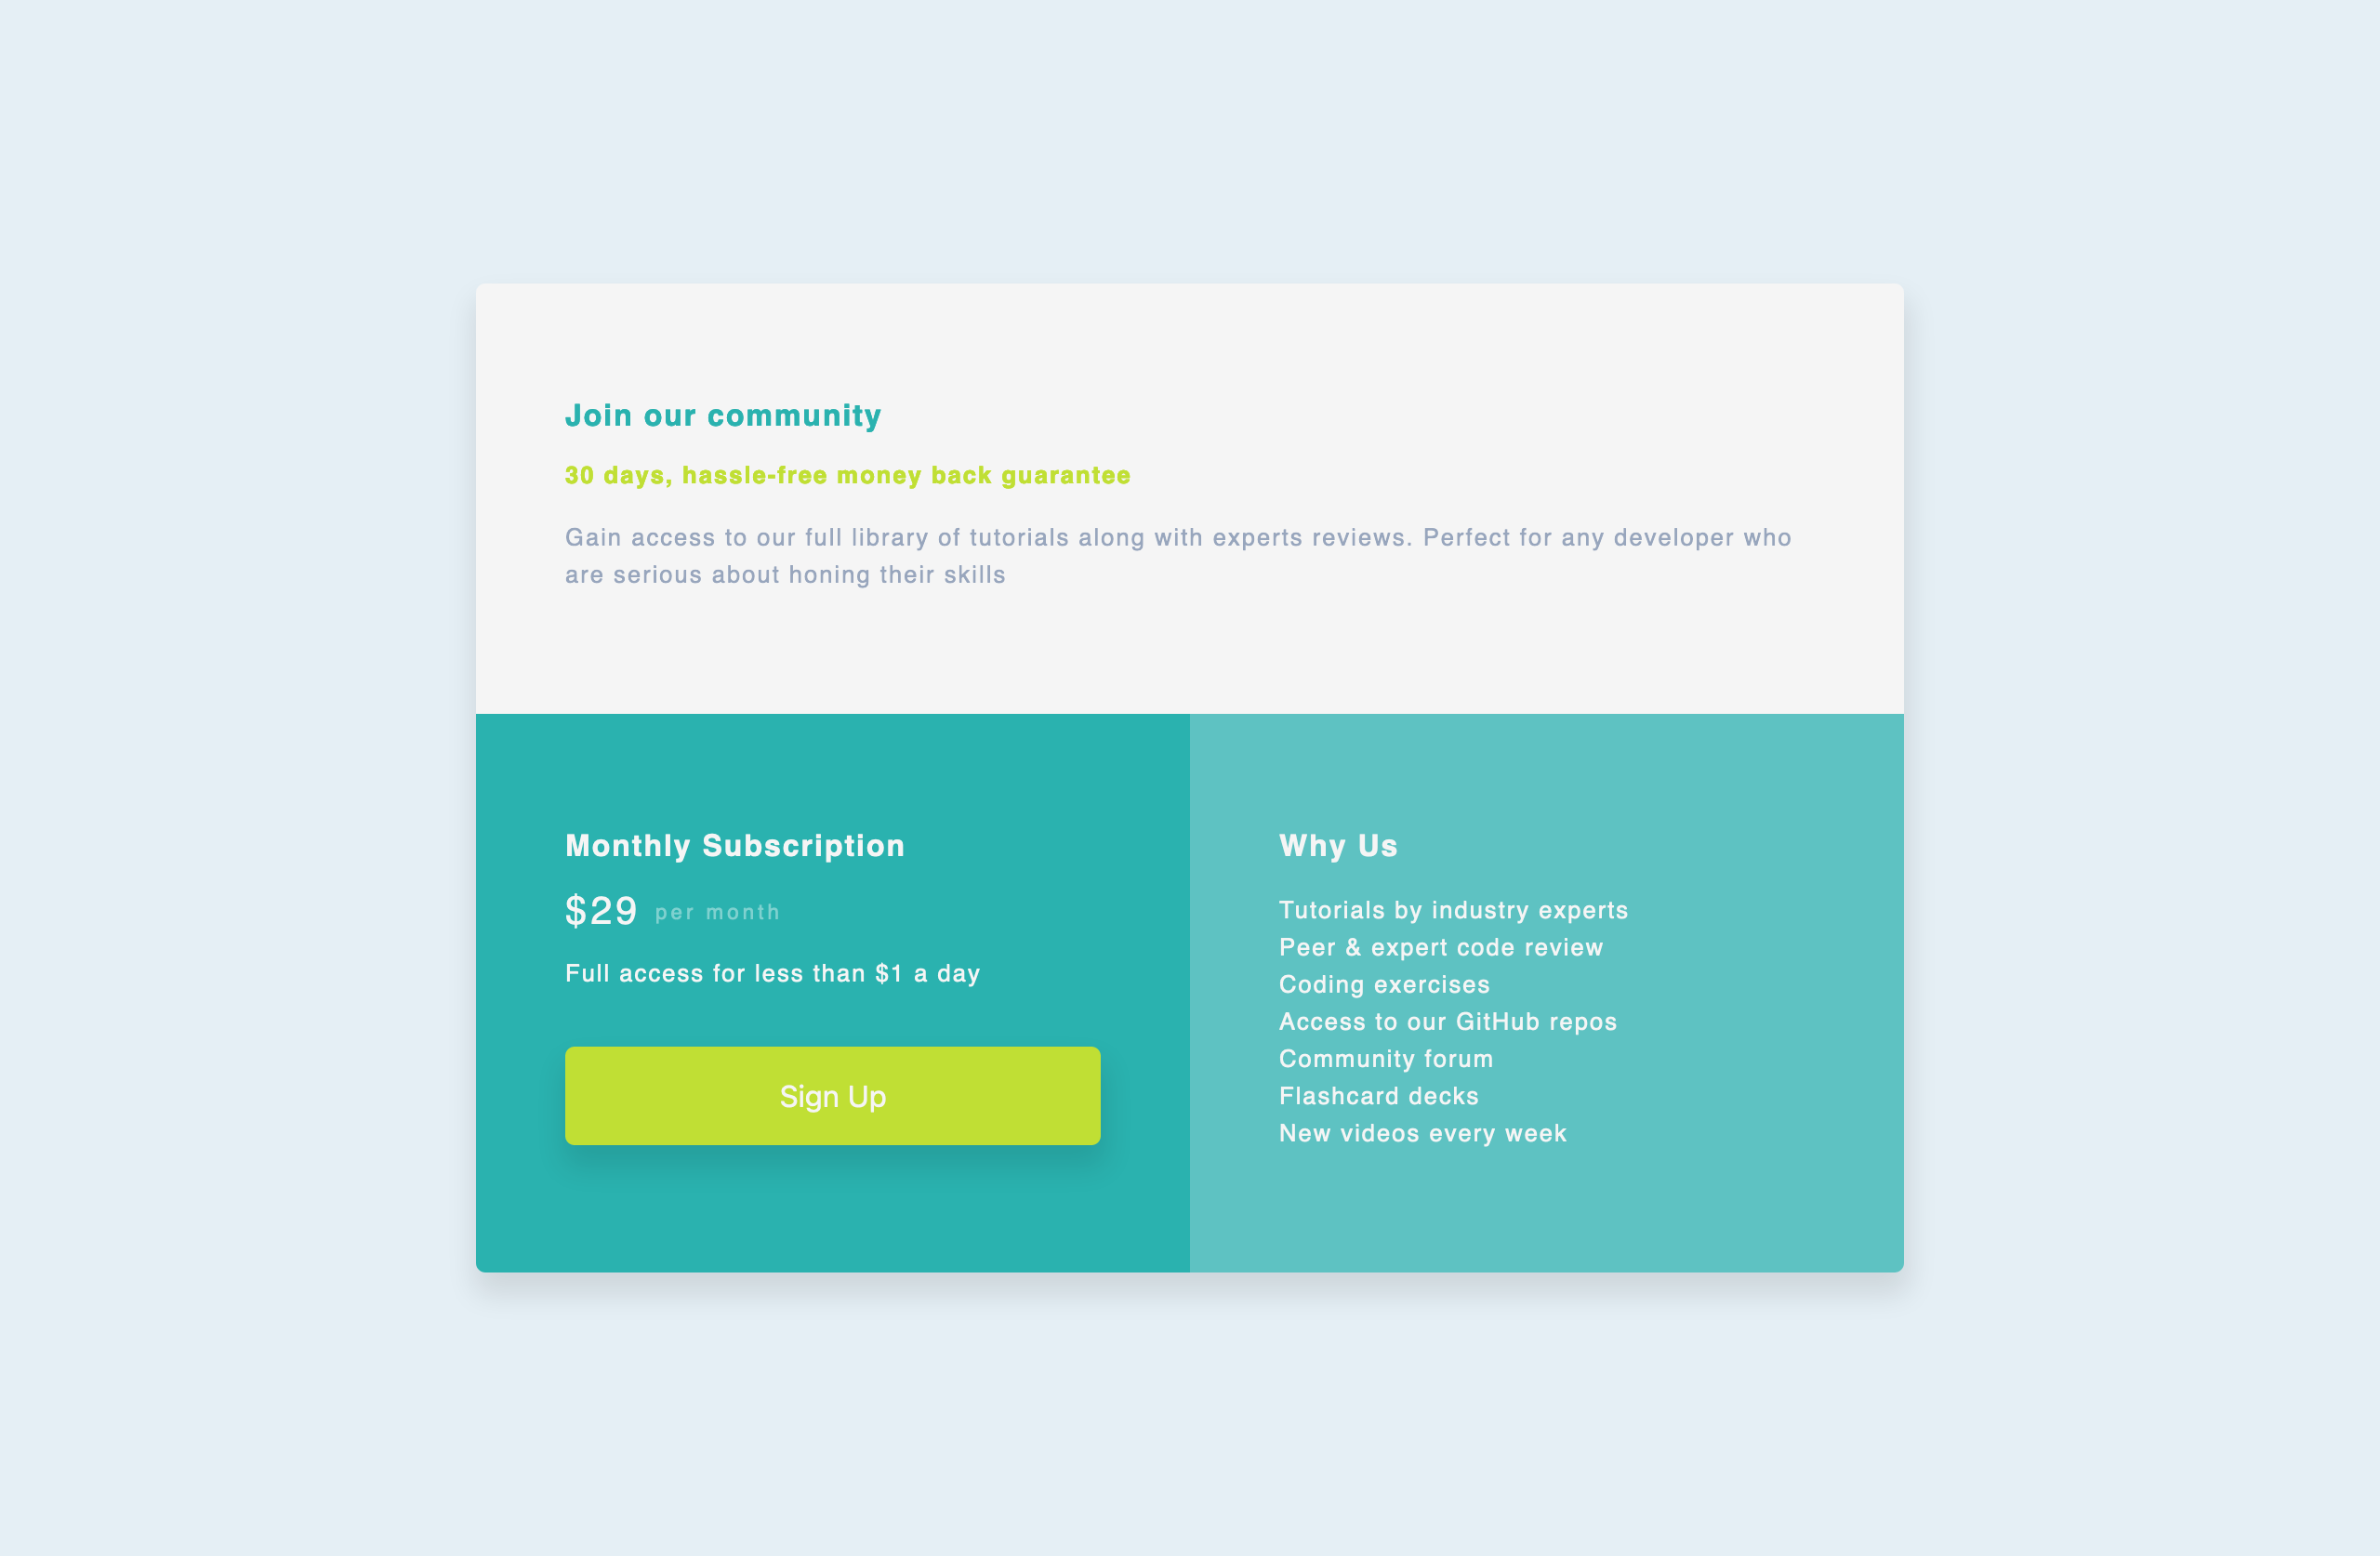 Join our community
30 days, hassle-free money back guarantee
Gain access to our full library of tutorials along with experts reviews. Perfect for any developer who
are serious about honing their skills
Monthly Subscription
$29 per month
Full access for less than $1 a day
Sign Up
Why Us
Tutorials by industry experts
Peer & expert code review
Coding exercises
Access to our GitHub repos
Community forum
Flashcard decks
New videos every week